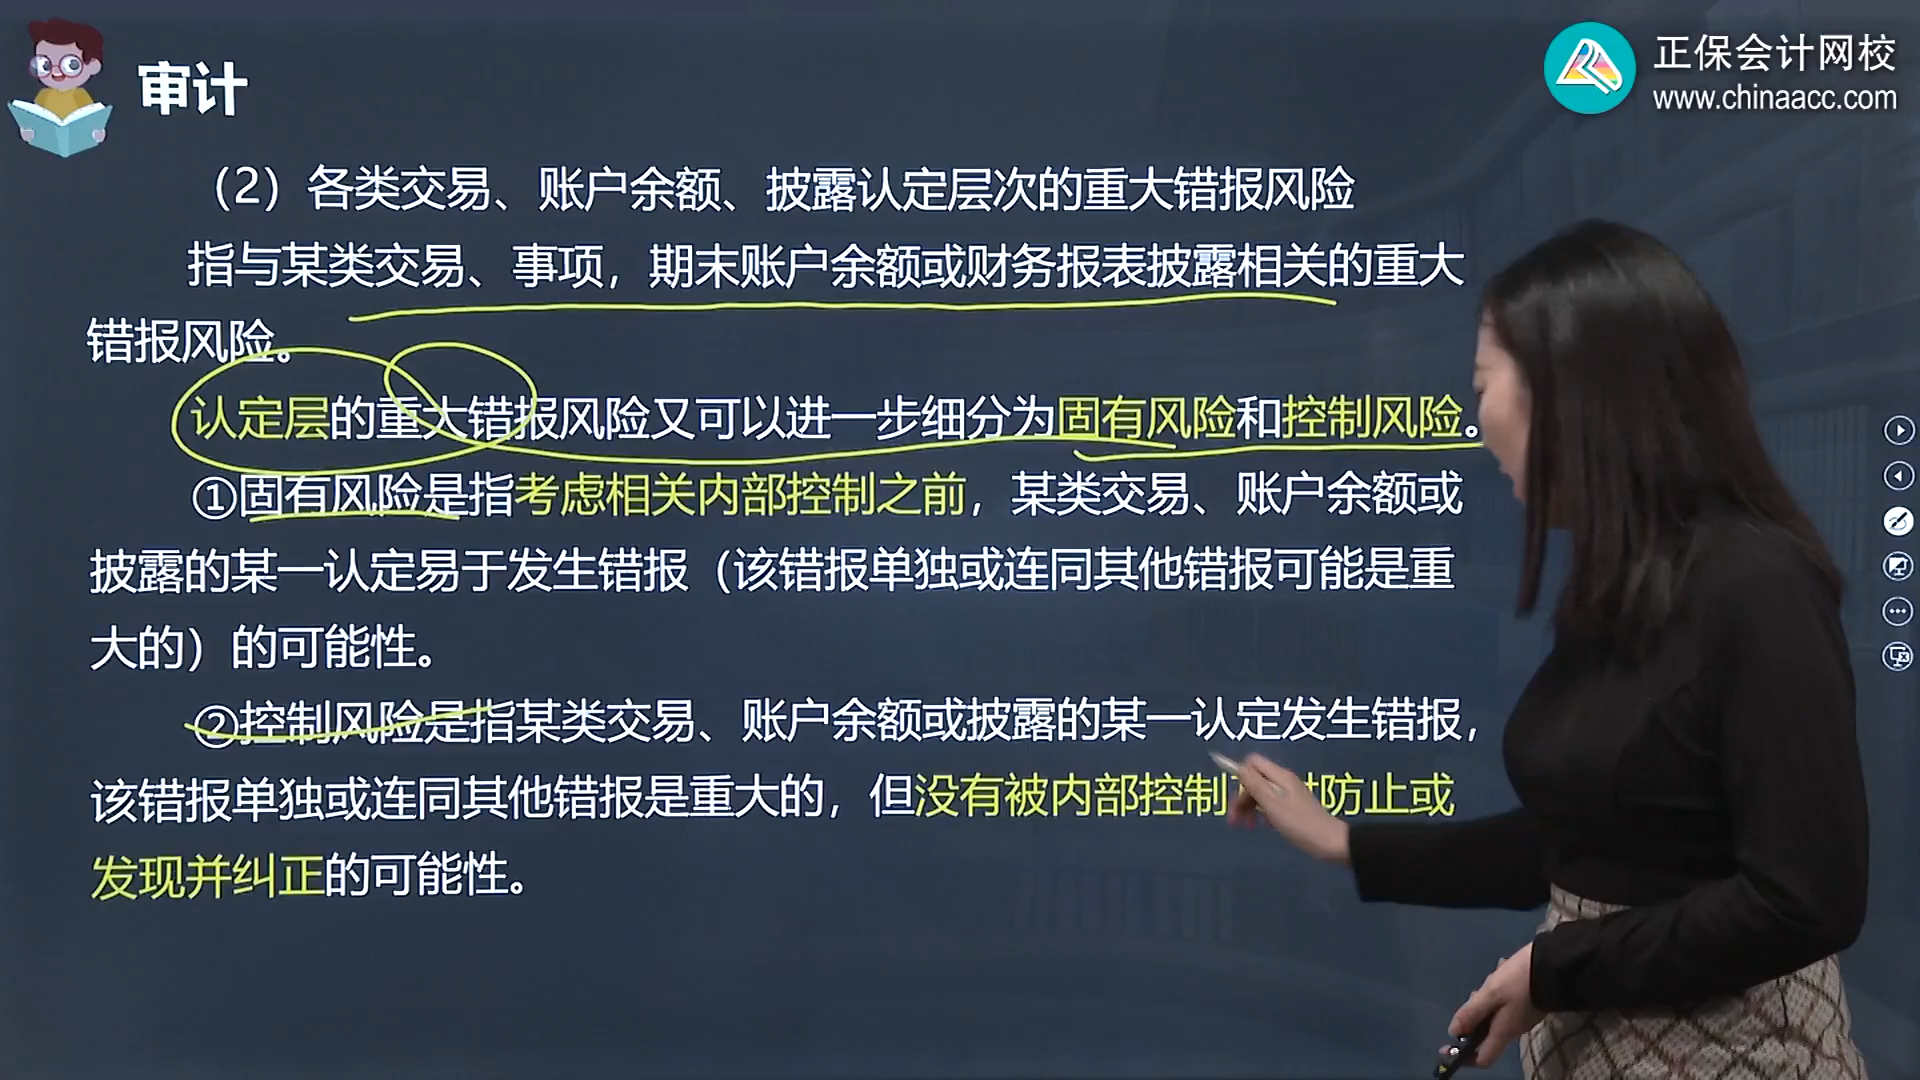 审计
正保会计网校
www.chinaacc.com
（2）各类交易、账户余额、披露认定层次的重大错报风险
指与某类交易、事项，期末账户余额或财务报表披露相关的重大
错报风险。
认定层的重大错报风险又可以进一步细分为固有风险和控制风险。
①固有风险是指考虑相关内部控制之前，某类交易、账户余额或
披露的某一认定易于发生错报（该错报单独或连同其他错报可能是重
大的）的可能性。
②控制风险是指某类交易、账户余额或披露的某一认定发生错报，
该错报单独或连同其他错报是重大的，但没有被内部控制 防止或
发现并纠正的可能性。